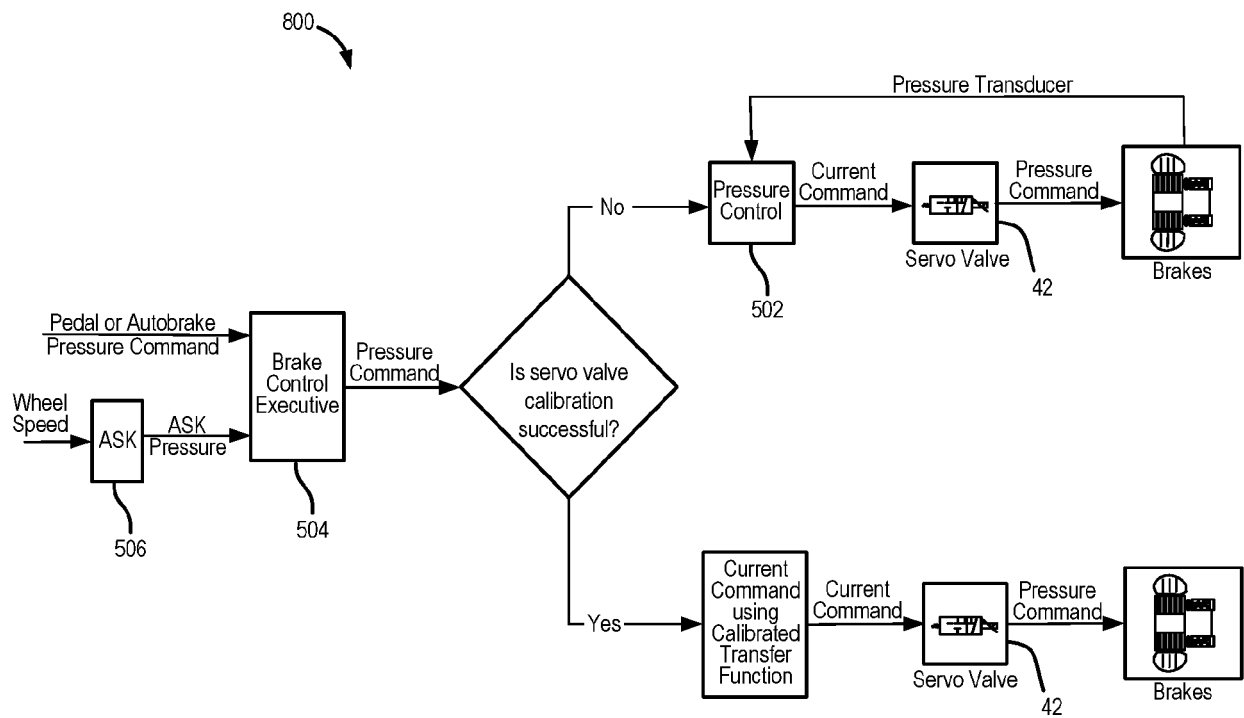 800
Pressure Transducer
Pressure
Control
Current
Command
Pressure
Command
No
Servo Valve
Brakes
502
42
Pedal or Autobrake
Pressure Command
Brake
Control
Executive
Pressure
Command
Is servo valve
calibration
successful?
Wheel
Speed
ASK
ASK
Pressure
504
506
Yes
Current
Command
using
Calibrated
Transfer
Function
Current
Command
Pressure
Command
Servo Valve
Brakes
42